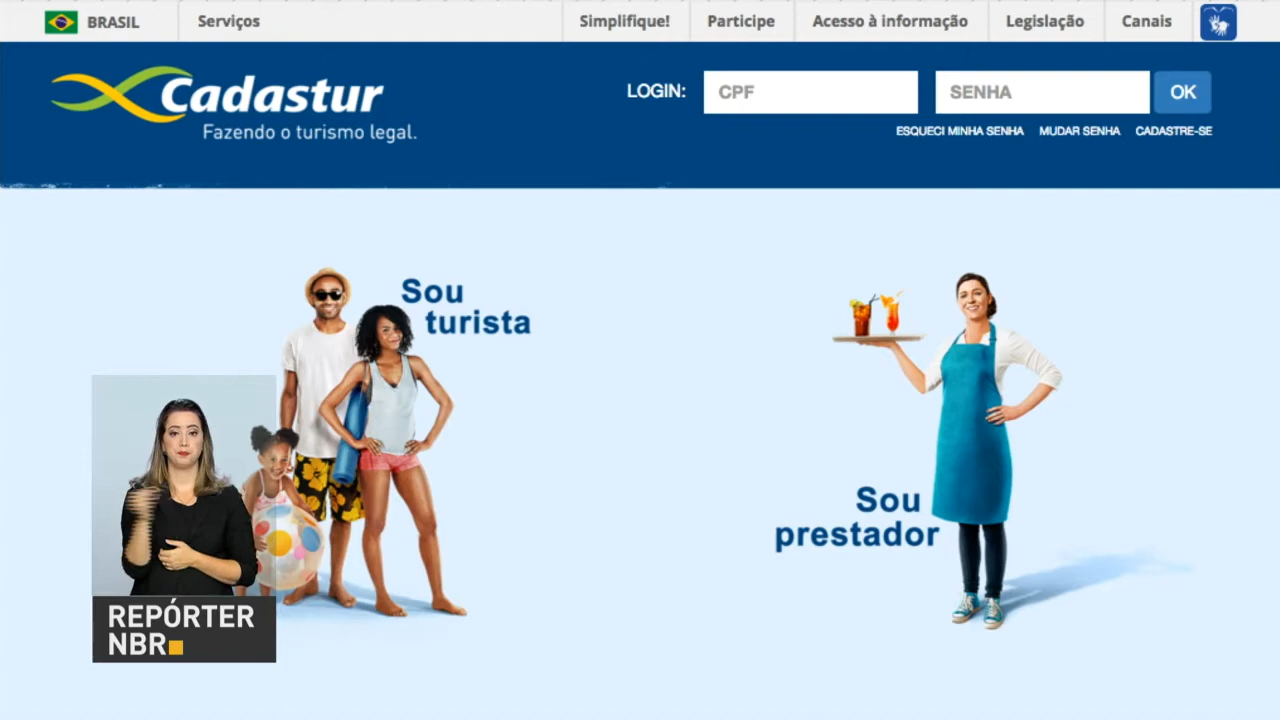 BRASIL
Serviços
Simplifique!
Participe
Acesso à informação
Legislação
Canais
Cadastur
Fazendo o turismo legal.
LOGIN:
CPF
SENHA
OK
ESQUECI MINHA SENHA
MUDAR SENHA
CADASTRE-SE
Sou
turista
Sou
prestador
REPÓRTER
NBR